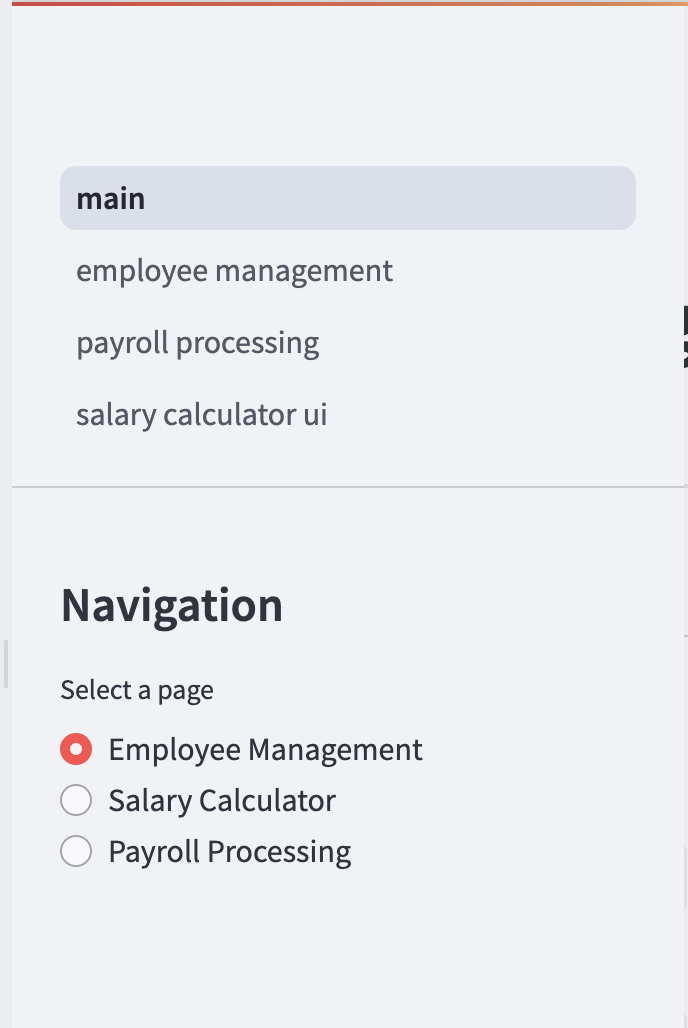 main
employee management
payroll processing
salary calculator ui
Navigation
Select a page
Employee Management
Salary Calculator
Payroll Processing